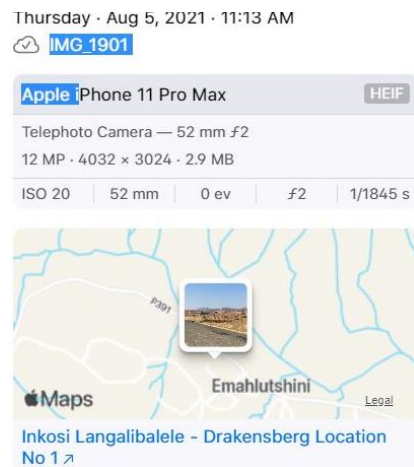 Thursday · Aug 5, 2021 · 11:13 AM
IMG_1901
Apple iPhone 11 Pro Max HEIF
Telephoto Camera — 52 mm ƒ2
12 MP · 4032 × 3024 · 2.9 MB
ISO 20 52 mm 0 ev ƒ2 1/1845 s
P391
Emahlutshini
Maps Legal
Inkosi Langalibalele - Drakensberg Location
No 1 ↗